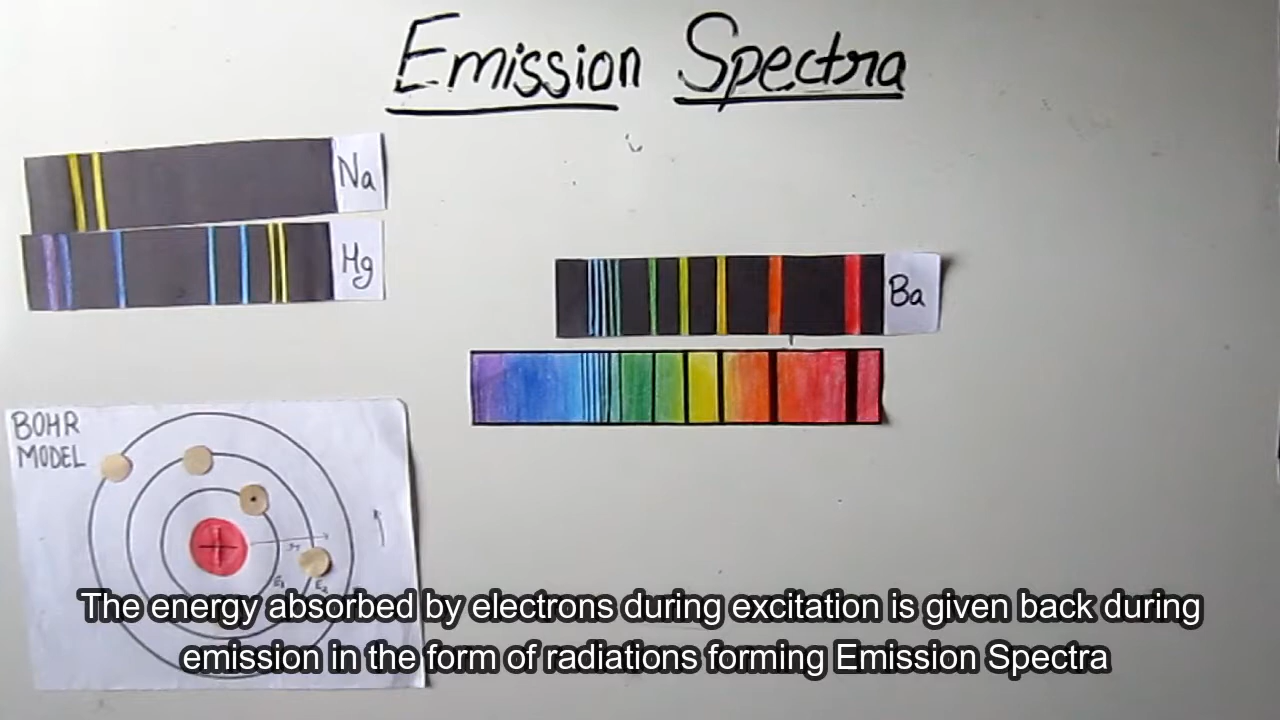 Emission Spectra
Na
Hg
Ba
BOHR
MODEL
E₂
The energy absorbed by electrons during excitation is given back during
emission in the form of radiations forming Emission Spectra